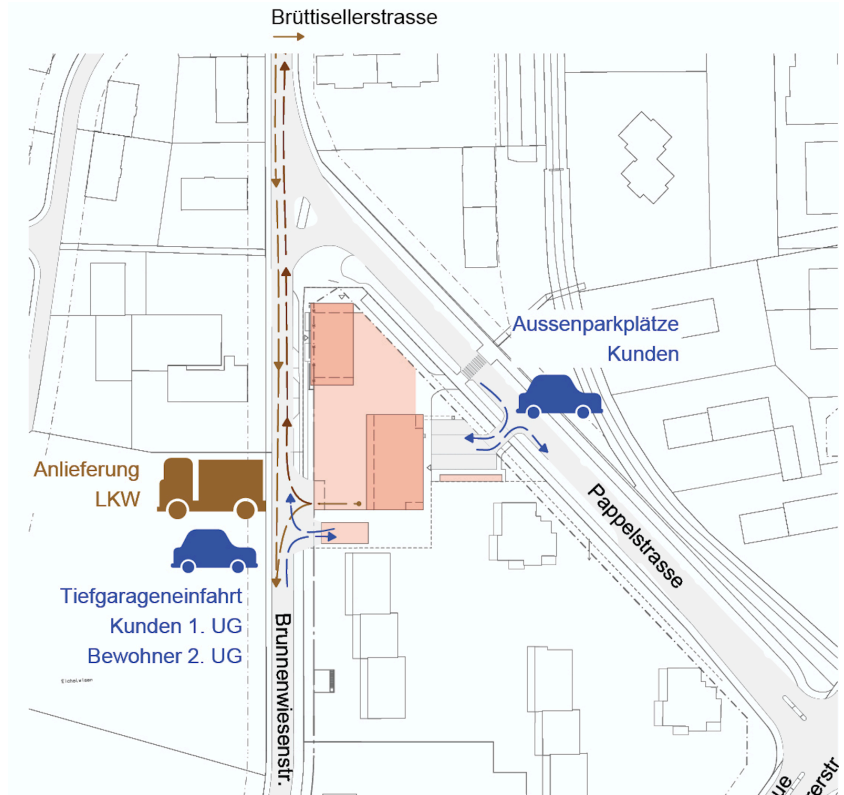 Brüttisellerstrasse
Aussenparkplätze
Kunden
Anlieferung
LKW
Pappelstrasse
Tiefgarageneinfahrt
Kunden 1. UG
Bewohner 2. UG
Brunnenwiesenstr.